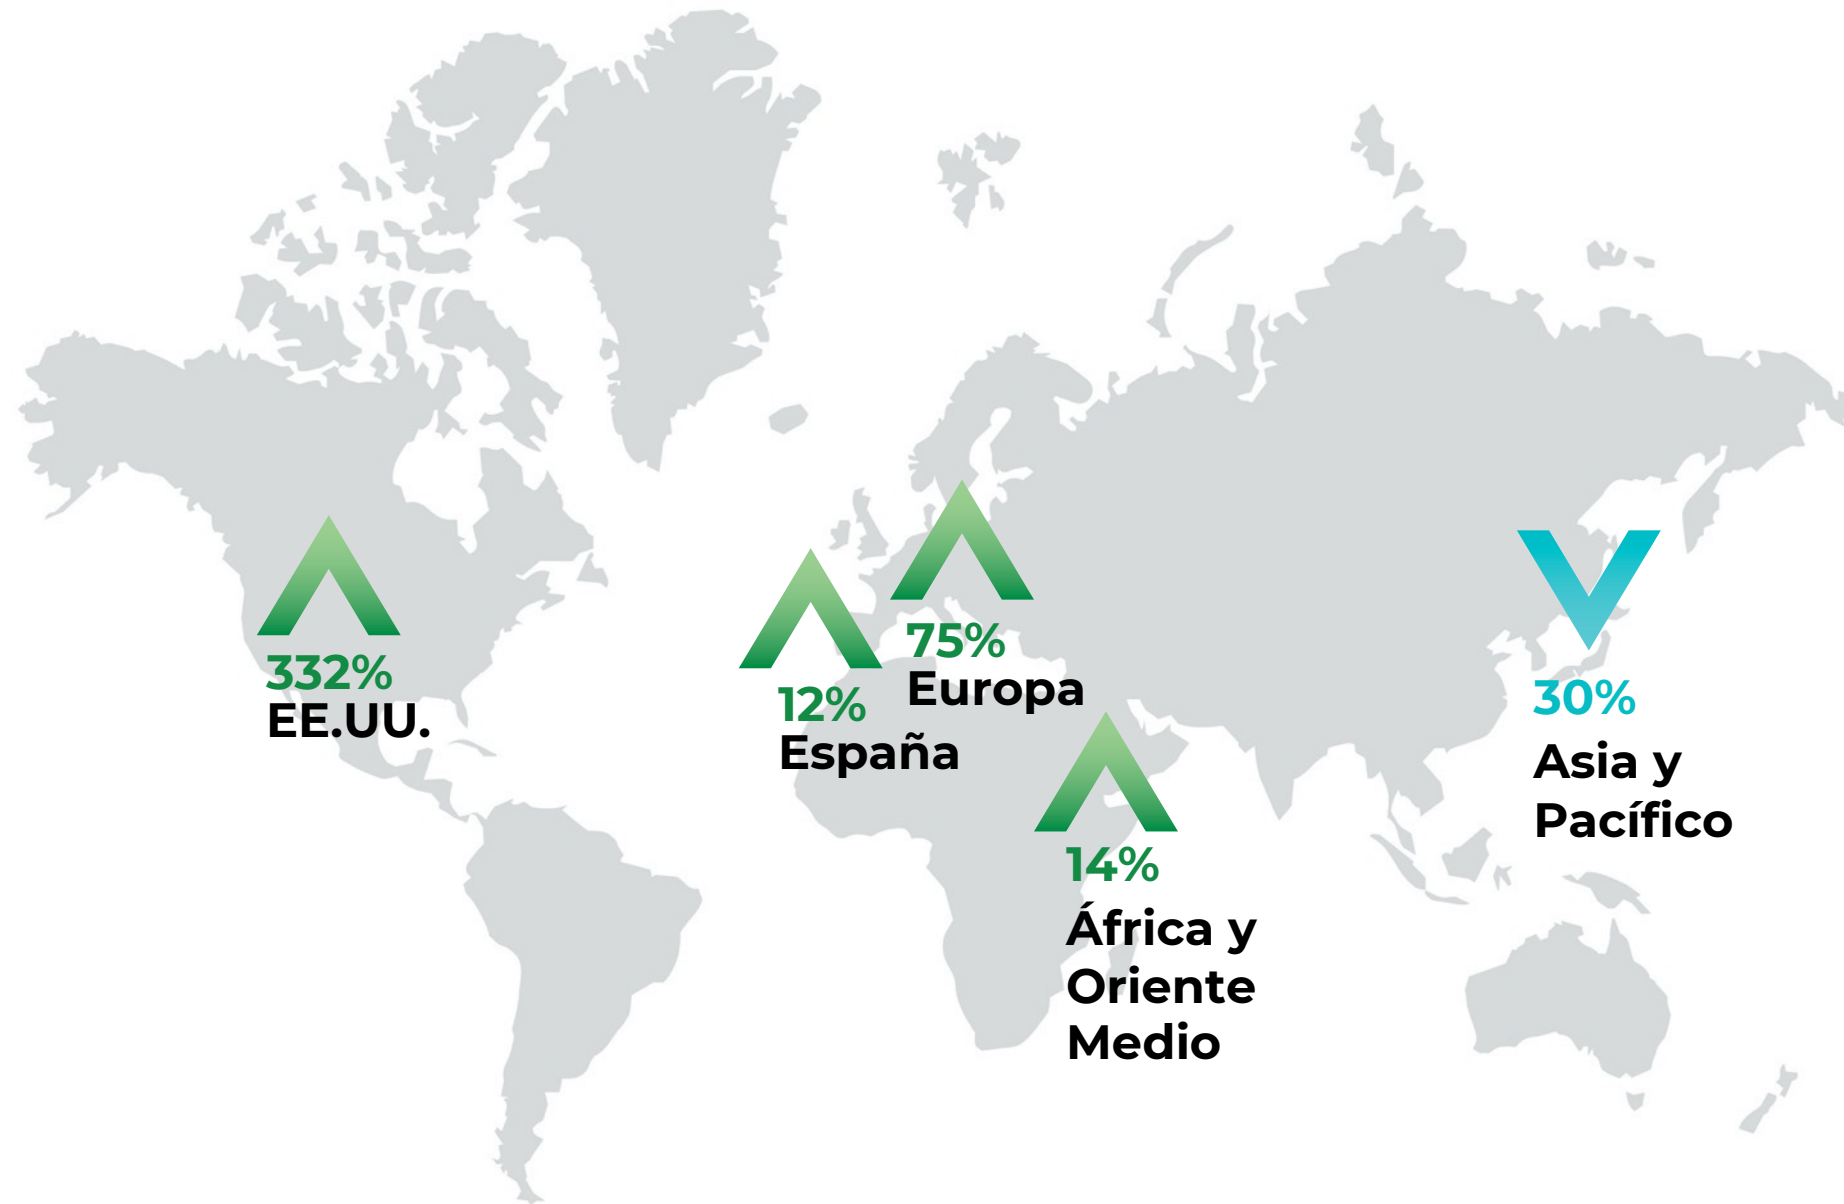 332%
EE.UU.
12%
España
75%
Europa
14%
África y
Oriente
Medio
30%
Asia y
Pacífico